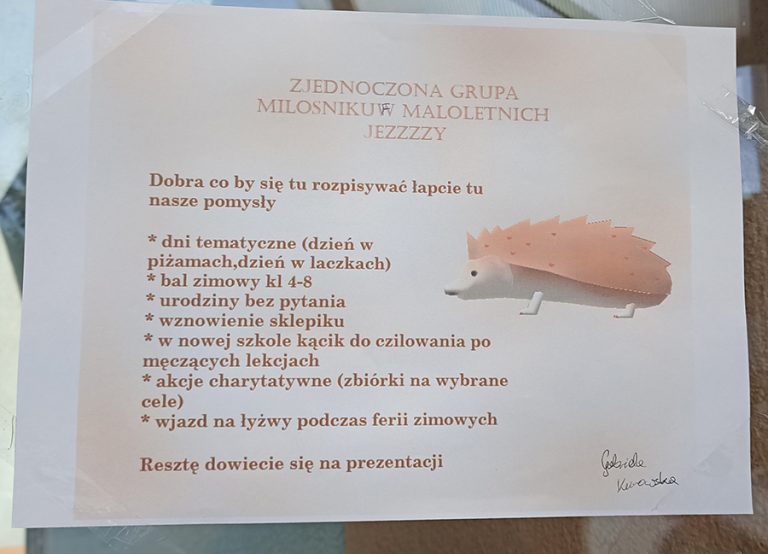 ZJEDNOCZONA GRUPA
MILOSNIKUW MALOLETNICH
JEZZZZY
Dobra co by się tu rozpisywać łapcie tu
nasze pomysły
* dni tematyczne (dzień w
piżamach,dzień w laczkach)
* bal zimowy kl 4-8
* urodziny bez pytania
* wznowienie sklepiku
* w nowej szkole kącik do czilowania po
męczących lekcjach
* akcje charytatywne (zbiórki na wybrane
cele)
* wjazd na łyżwy podczas ferii zimowych
Resztę dowiecie się na prezentacji
Gabriela